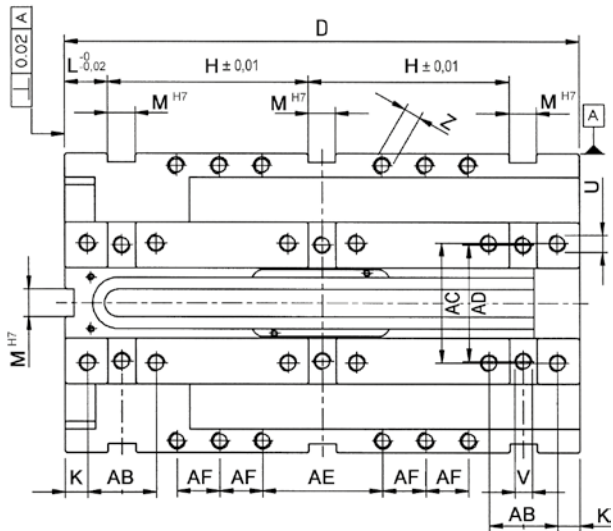 ⊥ 0.02 A
D
L -0 -0,02
H ± 0,01
H ± 0,01
M H7
M H7
M H7
N
A
U
AC
AD
M H7
K
AB
AF
AF
AE
AF
AF
V
AB
K